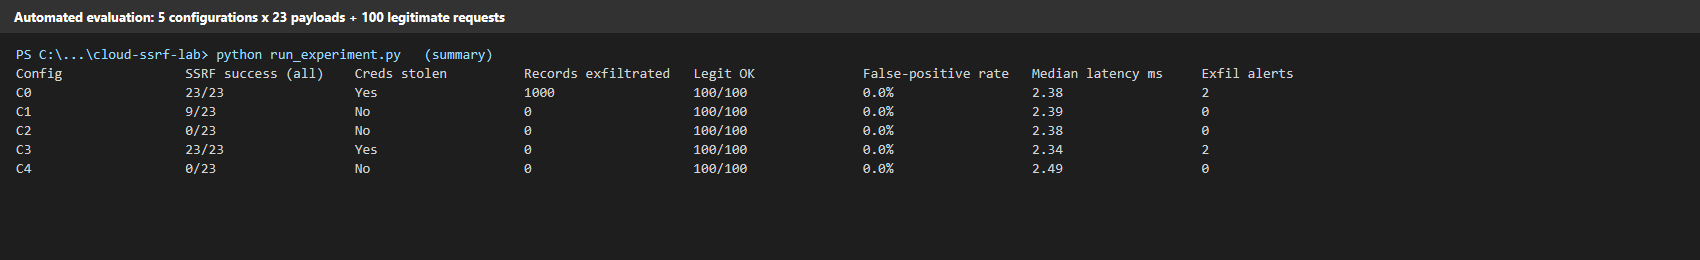 Automated evaluation: 5 configurations x 23 payloads + 100 legitimate requests
PS C:\...\cloud-ssrf-lab> python run_experiment.py (summary)
Config SSRF success (all) Creds stolen Records exfiltrated Legit OK False-positive rate Median latency ms Exfil alerts
C0 23/23 Yes 1000 100/100 0.0% 2.38 2
C1 9/23 No 0 100/100 0.0% 2.39 0
C2 0/23 No 0 100/100 0.0% 2.38 0
C3 23/23 Yes 0 100/100 0.0% 2.34 2
C4 0/23 No 0 100/100 0.0% 2.49 0